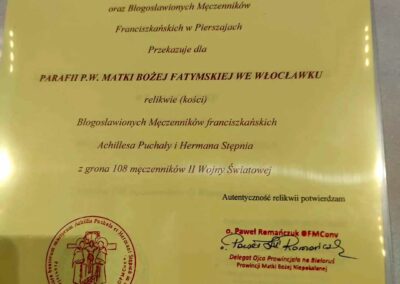 oraz Błogosławionych Męczenników
Franciszkańskich w Pierszajach
Przekazuje dla
PARAFII P.W. MATKI BOŻEJ FATYMSKIEJ WE WŁOCŁAWKU
relikwie (kości)
Błogosławionych Męczenników franciszkańskich
Achillesa Puchały i Hermana Stępnia
z grona 108 męczenników II Wojny Światowej
Autentyczność relikwii potwierdzam
o. Paweł Romańczuk OFMConv
Delegat Ojca Prowincjała na Białoruś
Prowincji Matki Bożej Niepokalanej